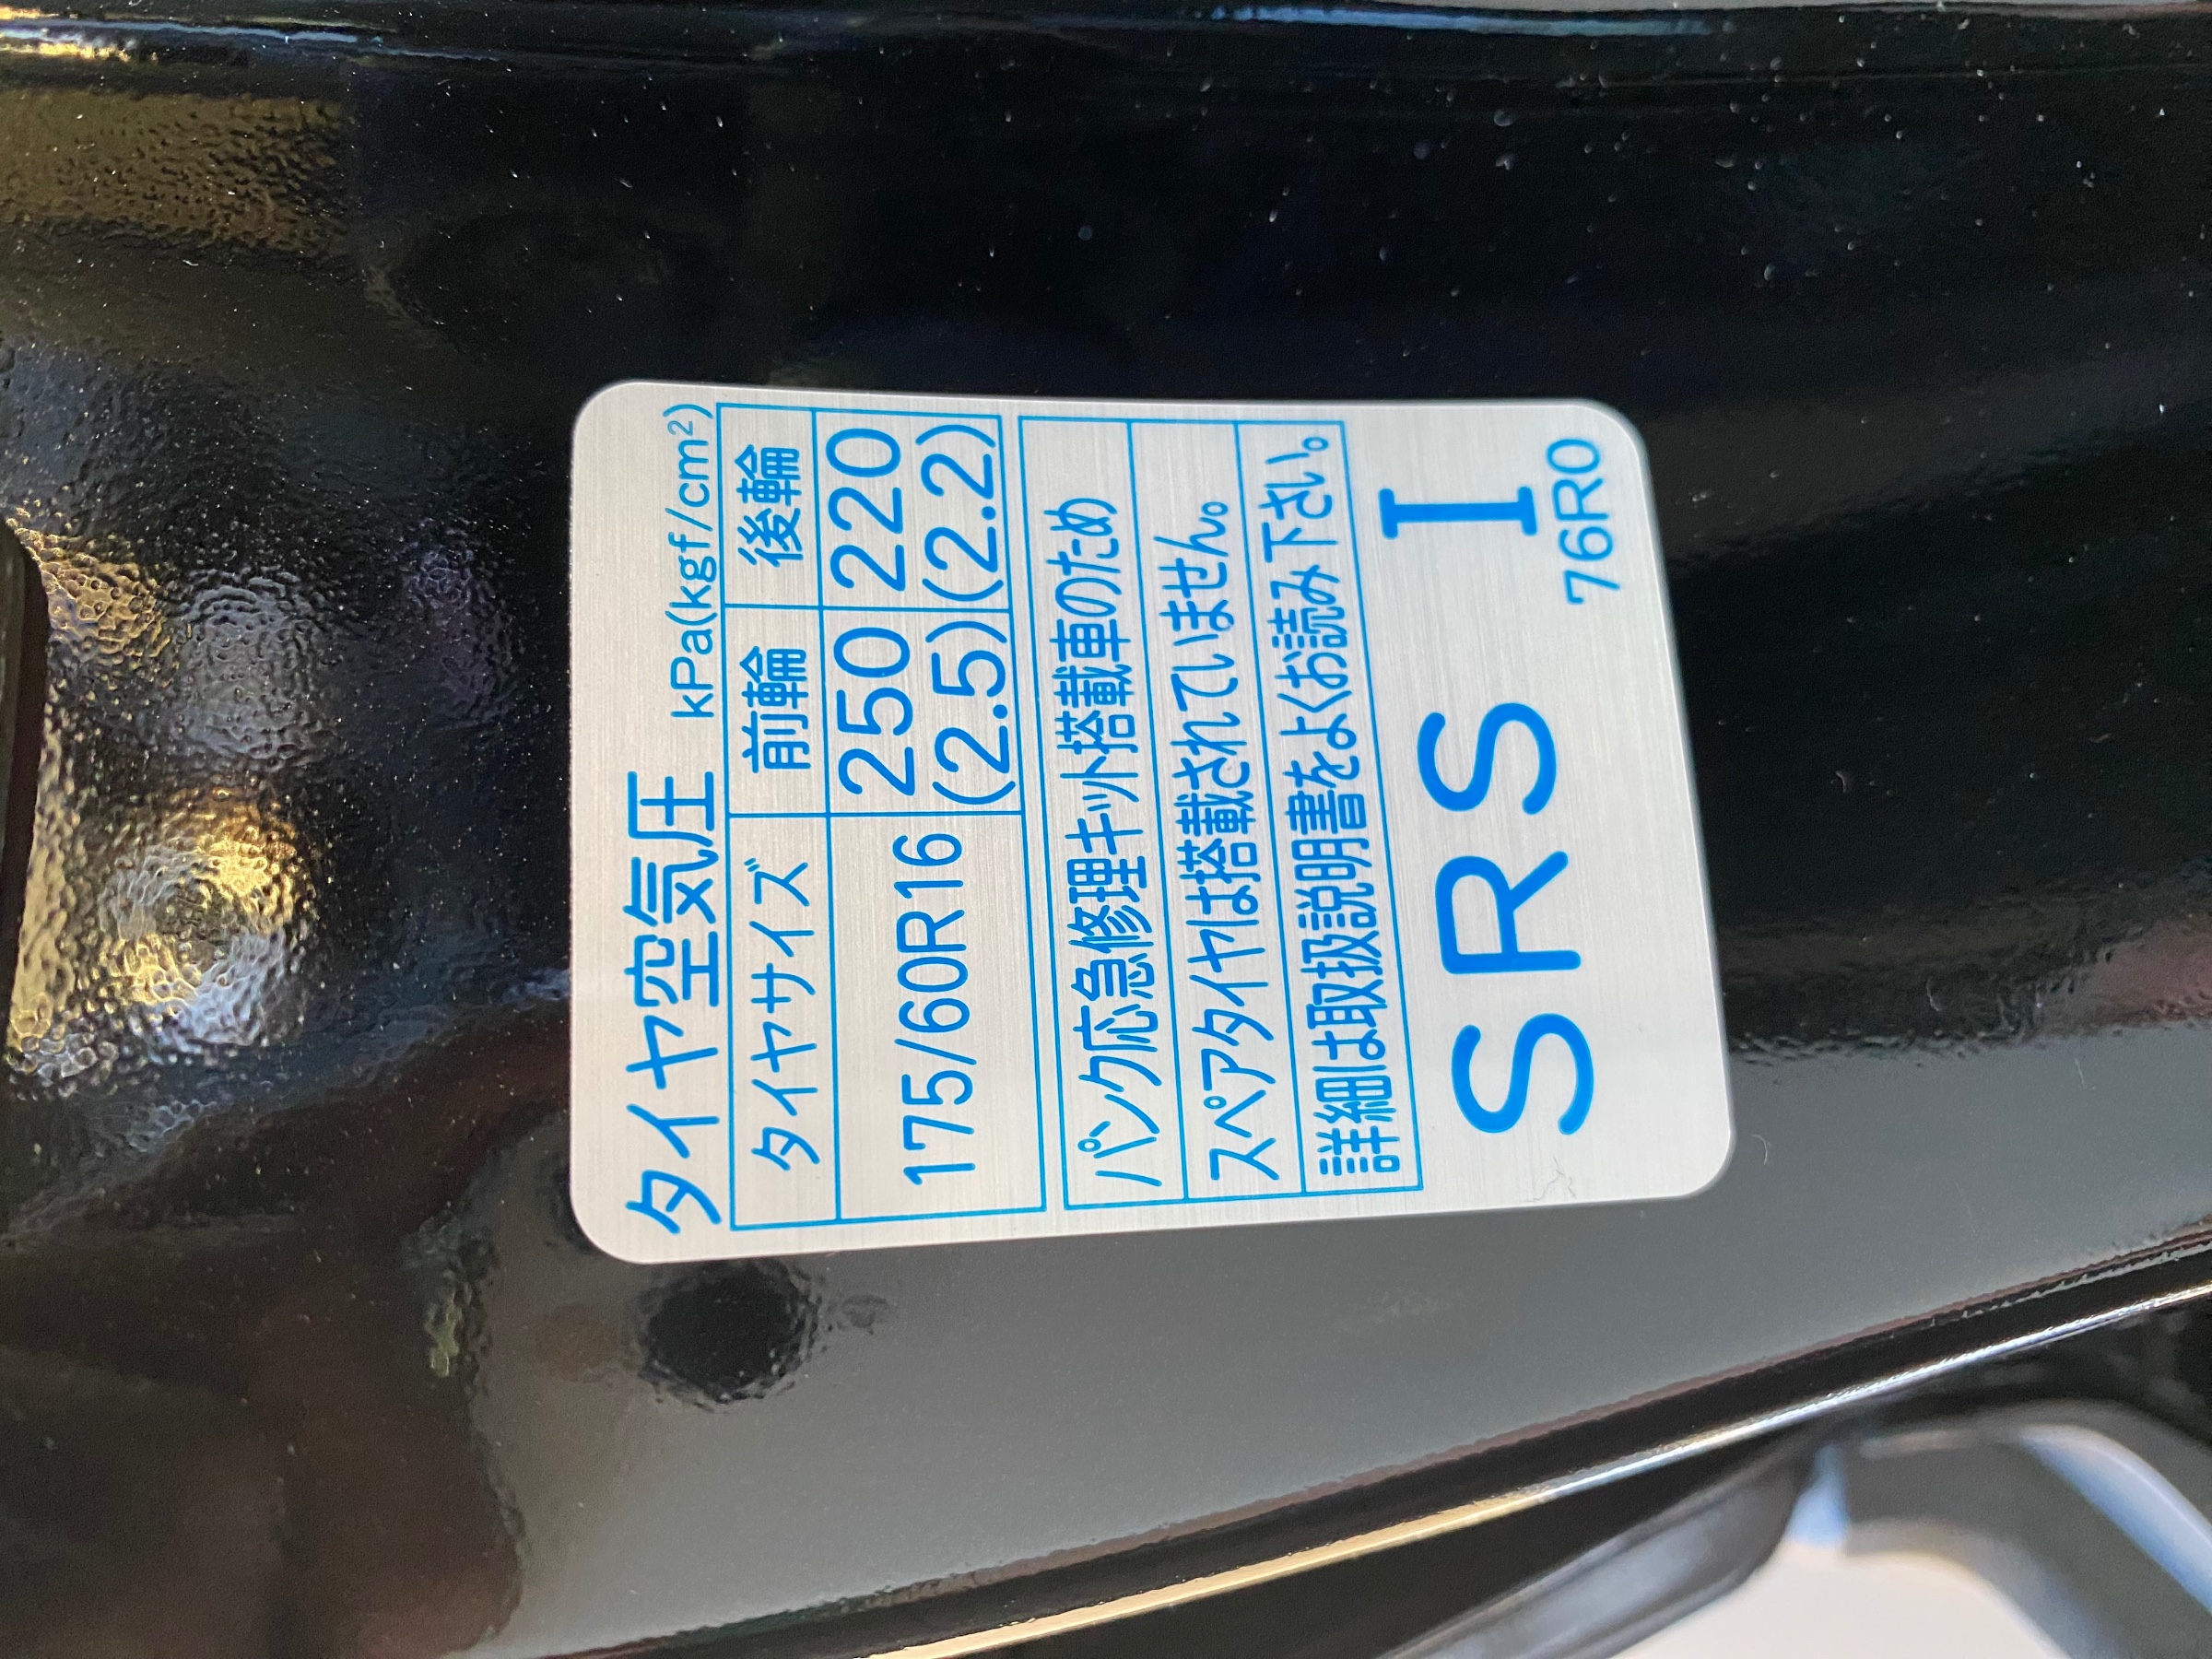 タイヤ空気圧 kPa(kgf/cm²)
タイヤサイズ 前輪 後輪
175/60R16 250 220
(2.5) (2.2)
パンク応急修理キット搭載車のため
スペアタイヤは搭載されていません。
詳細は取扱説明書をよくお読み下さい。
SRS I
76R0